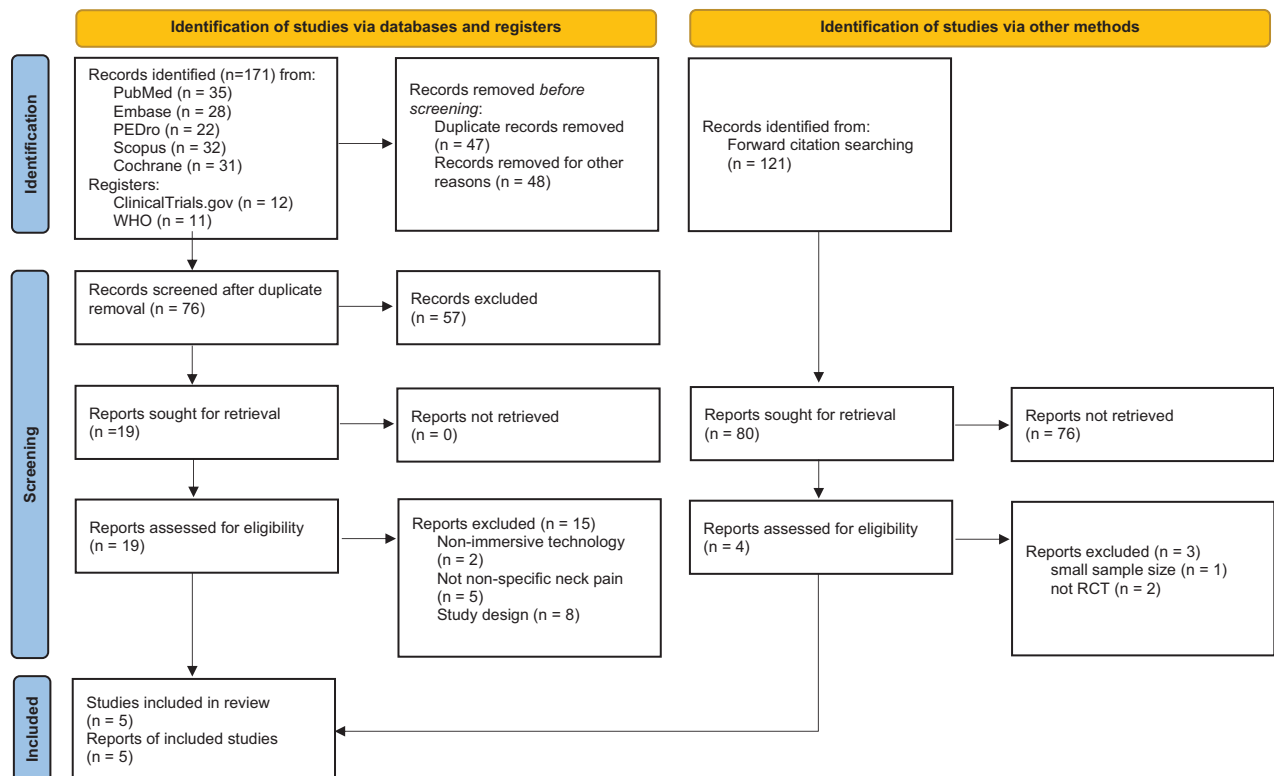 Identification of studies via databases and registers
Identification of studies via other methods
Identification
Records identified (n=171) from:
PubMed (n = 35)
Embase (n = 28)
PEDro (n = 22)
Scopus (n = 32)
Cochrane (n = 31)
Registers:
ClinicalTrials.gov (n = 12)
WHO (n = 11)
Records removed before
screening:
Duplicate records removed
(n = 47)
Records removed for other
reasons (n = 48)
Records identified from:
Forward citation searching
(n = 121)
Screening
Records screened after duplicate
removal (n = 76)
Records excluded
(n = 57)
Reports sought for retrieval
(n =19)
Reports not retrieved
(n = 0)
Reports sought for retrieval
(n = 80)
Reports not retrieved
(n = 76)
Reports assessed for eligibility
(n = 19)
Reports excluded (n = 15)
Non-immersive technology
(n = 2)
Not non-specific neck pain
(n = 5)
Study design (n = 8)
Reports assessed for eligibility
(n = 4)
Reports excluded (n = 3)
small sample size (n = 1)
not RCT (n = 2)
Included
Studies included in review
(n = 5)
Reports of included studies
(n = 5)